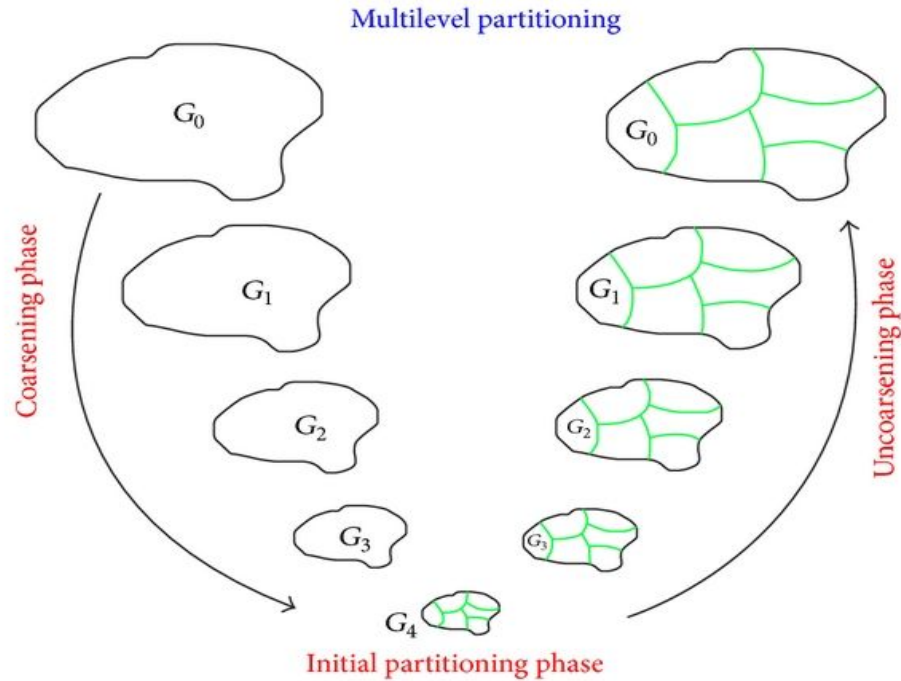 Multilevel partitioning
G0
G0
Coarsening phase
G1
G1
Uncoarsening phase
G2
G2
G3
G3
G4
Initial partitioning phase